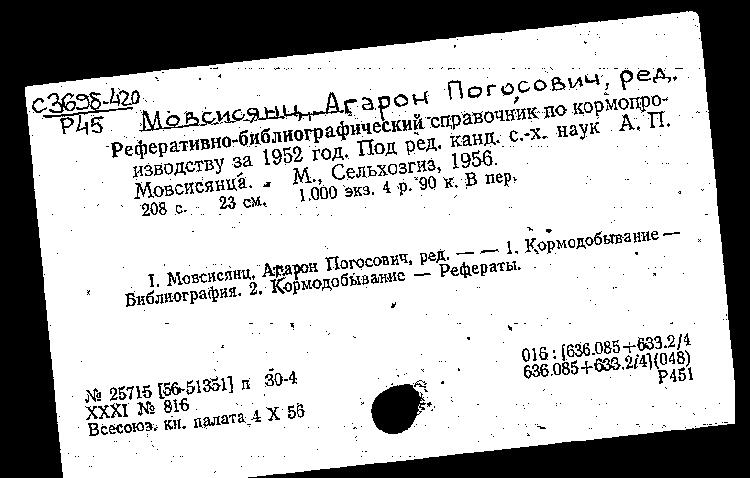 С3698-420
Р45
Мовсисянц, Агарон Погосович, ред.
Реферативно-библиографический справочник по кормопро-
изводству за 1952 год. Под ред. канд. с.-х. наук А. П.
Мовсисянца. М., Сельхозгиз, 1956.
208 с. 23 см. 1.000 экз. 4 р. 90 к. В пер.
I. Мовсисянц, Агарон Погосович, ред. — — 1. Кормодобывание —
Библиография. 2. Кормодобывание — Рефераты.
№ 25715 [56-51351] п 30-4
XXXI № 816
Всесоюз. кн. палата 4 X 56
016 : [636.085+633.2/4
636.085+633.2/4](048)
Р451